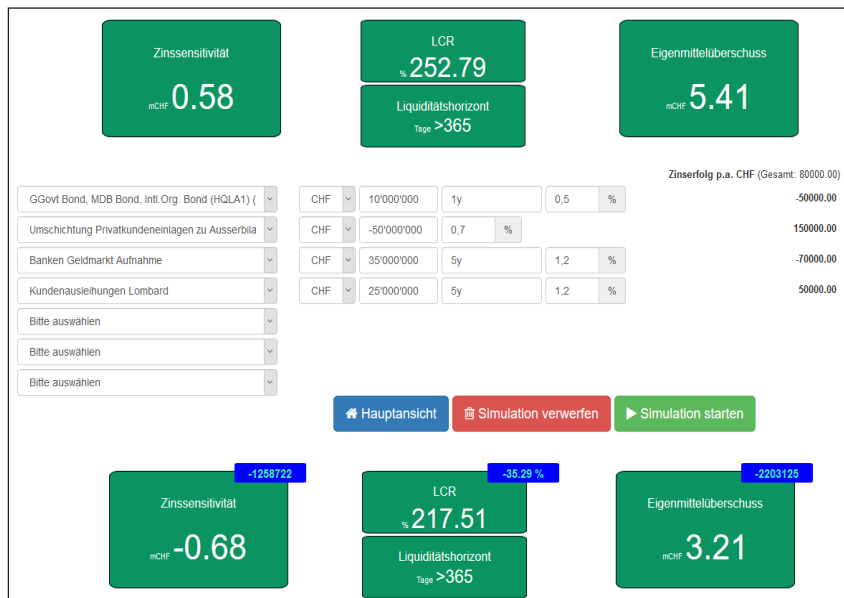 Zinssensitivität
mCHF 0.58
LCR
% 252.79
Liquiditätshorizont
Tage >365
Eigenmittelüberschuss
mCHF 5.41
Zinserfolg p.a. CHF (Gesamt: 80000.00)
GGovt Bond, MDB Bond, Intl.Org. Bond (HQLA1) ( CHF 10'000'000 1y 0,5 % -50000.00
Umschichtung Privatkundeneinlagen zu Ausserbila CHF -50'000'000 0,7 % 150000.00
Banken Geldmarkt Aufnahme CHF 35'000'000 5y 1,2 % -70000.00
Kundenausleihungen Lombard CHF 25'000'000 5y 1,2 % 50000.00
Bitte auswählen
Bitte auswählen
Bitte auswählen
Hauptansicht Simulation verwerfen Simulation starten
-1258722
Zinssensitivität
mCHF -0.68
-35.29 %
LCR
% 217.51
Liquiditätshorizont
Tage >365
-2203125
Eigenmittelüberschuss
mCHF 3.21